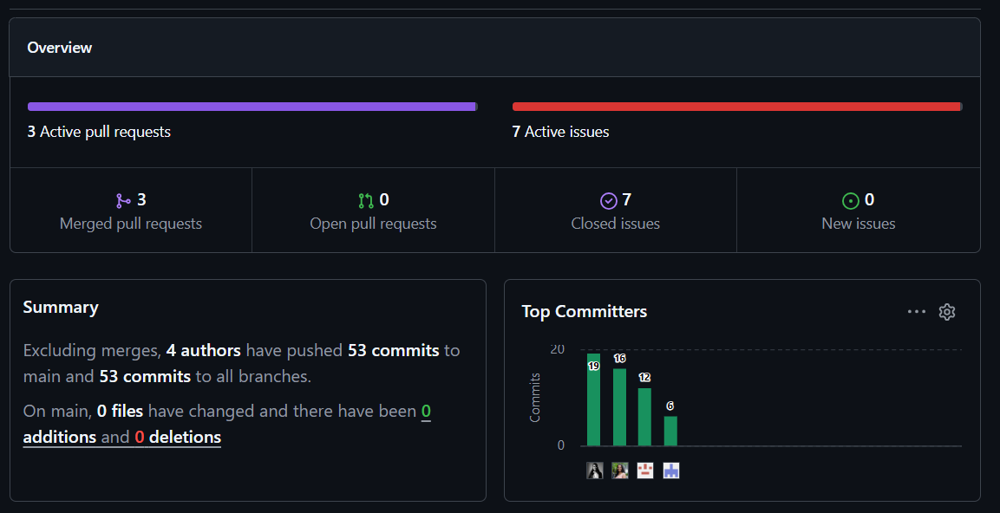 Overview
3 Active pull requests
7 Active issues
3
Merged pull requests
0
Open pull requests
7
Closed issues
0
New issues
Summary
Excluding merges, 4 authors have pushed 53 commits to
main and 53 commits to all branches.
On main, 0 files have changed and there have been 0
additions and 0 deletions
Top Committers
Commits
20
0
19
16
12
6